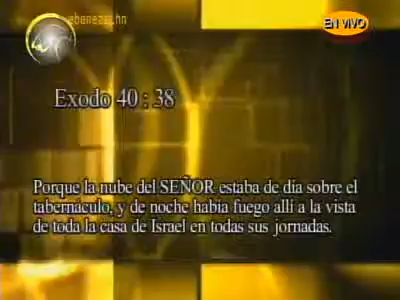 ebenezer.hn
EN VIVO
Exodo 40 : 38
Porque la nube del SEÑOR estaba de día sobre el
tabernáculo, y de noche había fuego allí a la vista
de toda la casa de Israel en todas sus jornadas.